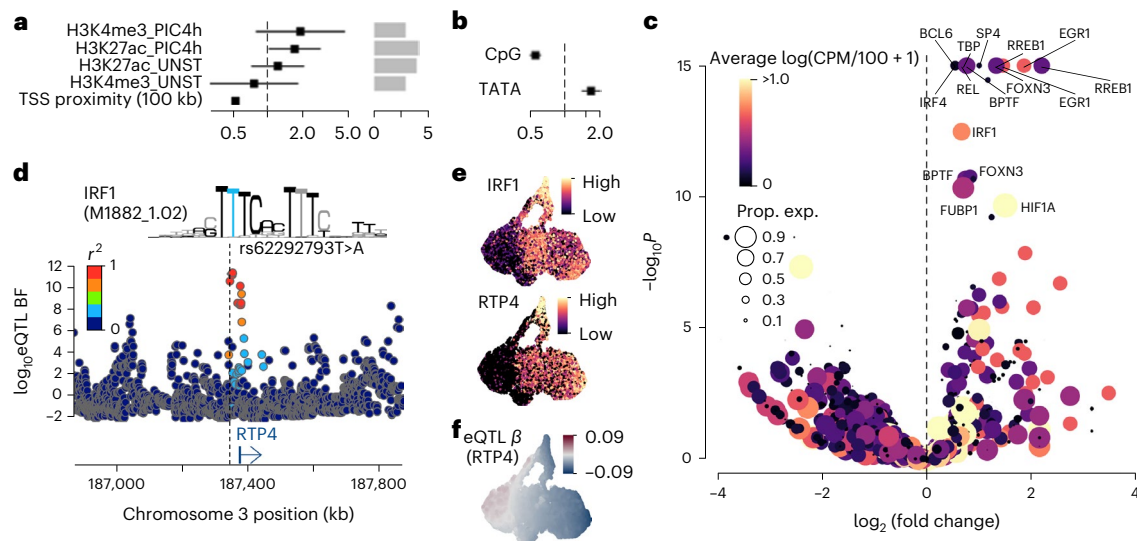 a
H3K4me3_PIC4h
H3K27ac_PIC4h
H3K27ac_UNST
H3K4me3_UNST
TSS proximity (100 kb)
0.5 2.0 5.0 0 5
b
CpG
TATA
0.5 2.0
c
Average log(CPM/100 + 1)
>1.0
0
Prop. exp.
0.9
0.7
0.5
0.3
0.1
BCL6 TBP SP4 RREB1 EGR1
IRF4 REL BPTF FOXN3 EGR1 RREB1
IRF1
BPTF FOXN3
FUBP1 HIF1A
15
10
5
0
−log10P
−4 −2 0 2 4
log2 (fold change)
d
IRF1
(M1882_1.02)
TTTC TTTC
rs62292793T>A
r2
1
0
12
10
8
6
4
2
0
−2
log10eQTL BF
RTP4
187,000 187,400 187,800
Chromosome 3 position (kb)
e
IRF1
High
Low
RTP4
High
Low
f
eQTL β
(RTP4)
0.09
−0.09